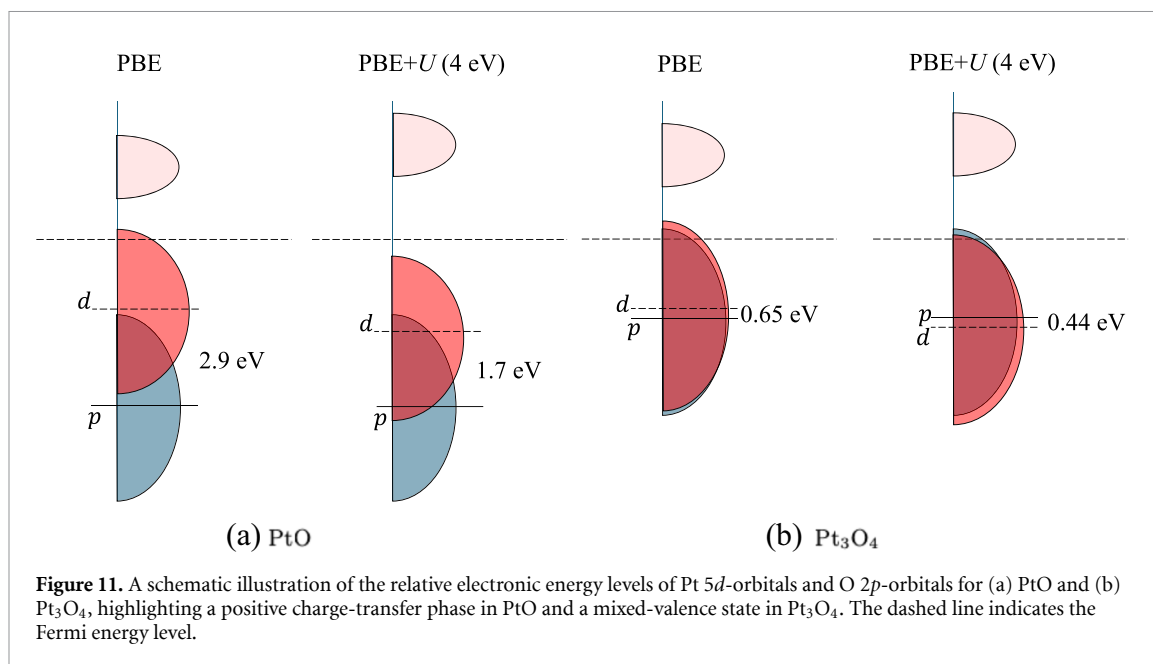 PBE
PBE+U (4 eV)
PBE
PBE+U (4 eV)
d
2.9 eV
p
d
1.7 eV
p
d
p
0.65 eV
p
d
0.44 eV
(a) PtO
(b) Pt₃O₄
Figure 11. A schematic illustration of the relative electronic energy levels of Pt 5d-orbitals and O 2p-orbitals for (a) PtO and (b)
Pt₃O₄, highlighting a positive charge-transfer phase in PtO and a mixed-valence state in Pt₃O₄. The dashed line indicates the
Fermi energy level.